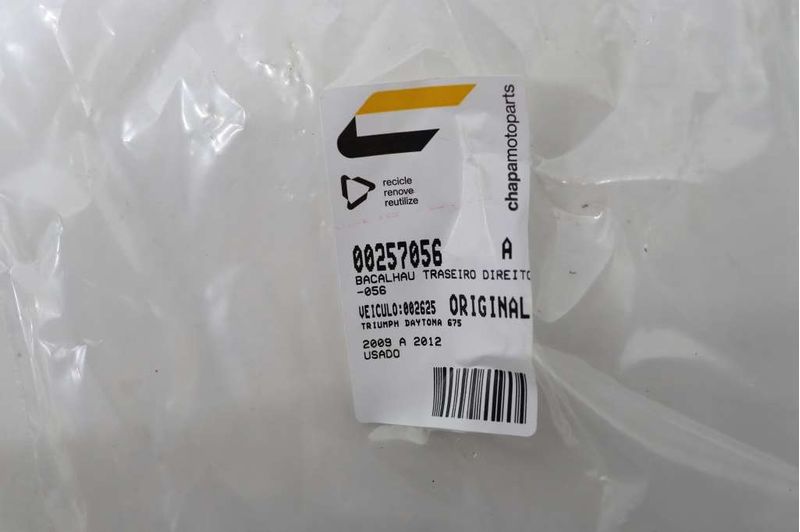 chapamotoparts
recicle
renove
reutilize
00257056 A
BACALHAU TRASEIRO DIREITO
-056
VEICULO:002625 ORIGINAL
TRIUMPH DAYTONA 675
2009 A 2012
USADO